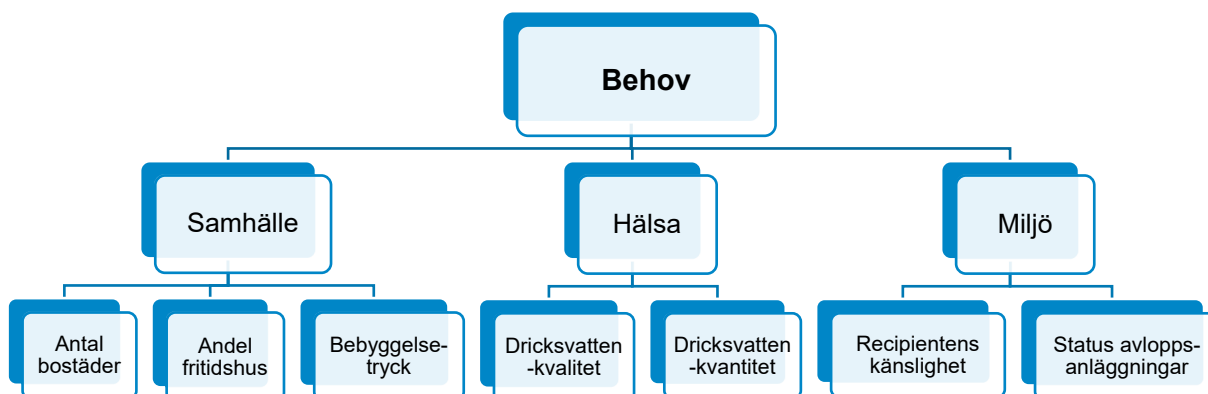 Behov
Samhälle
Hälsa
Miljö
Antal
bostäder
Andel
fritidshus
Bebyggelse-
tryck
Dricksvatten
-kvalitet
Dricksvatten
-kvantitet
Recipientens
känslighet
Status avlopps-
anläggningar